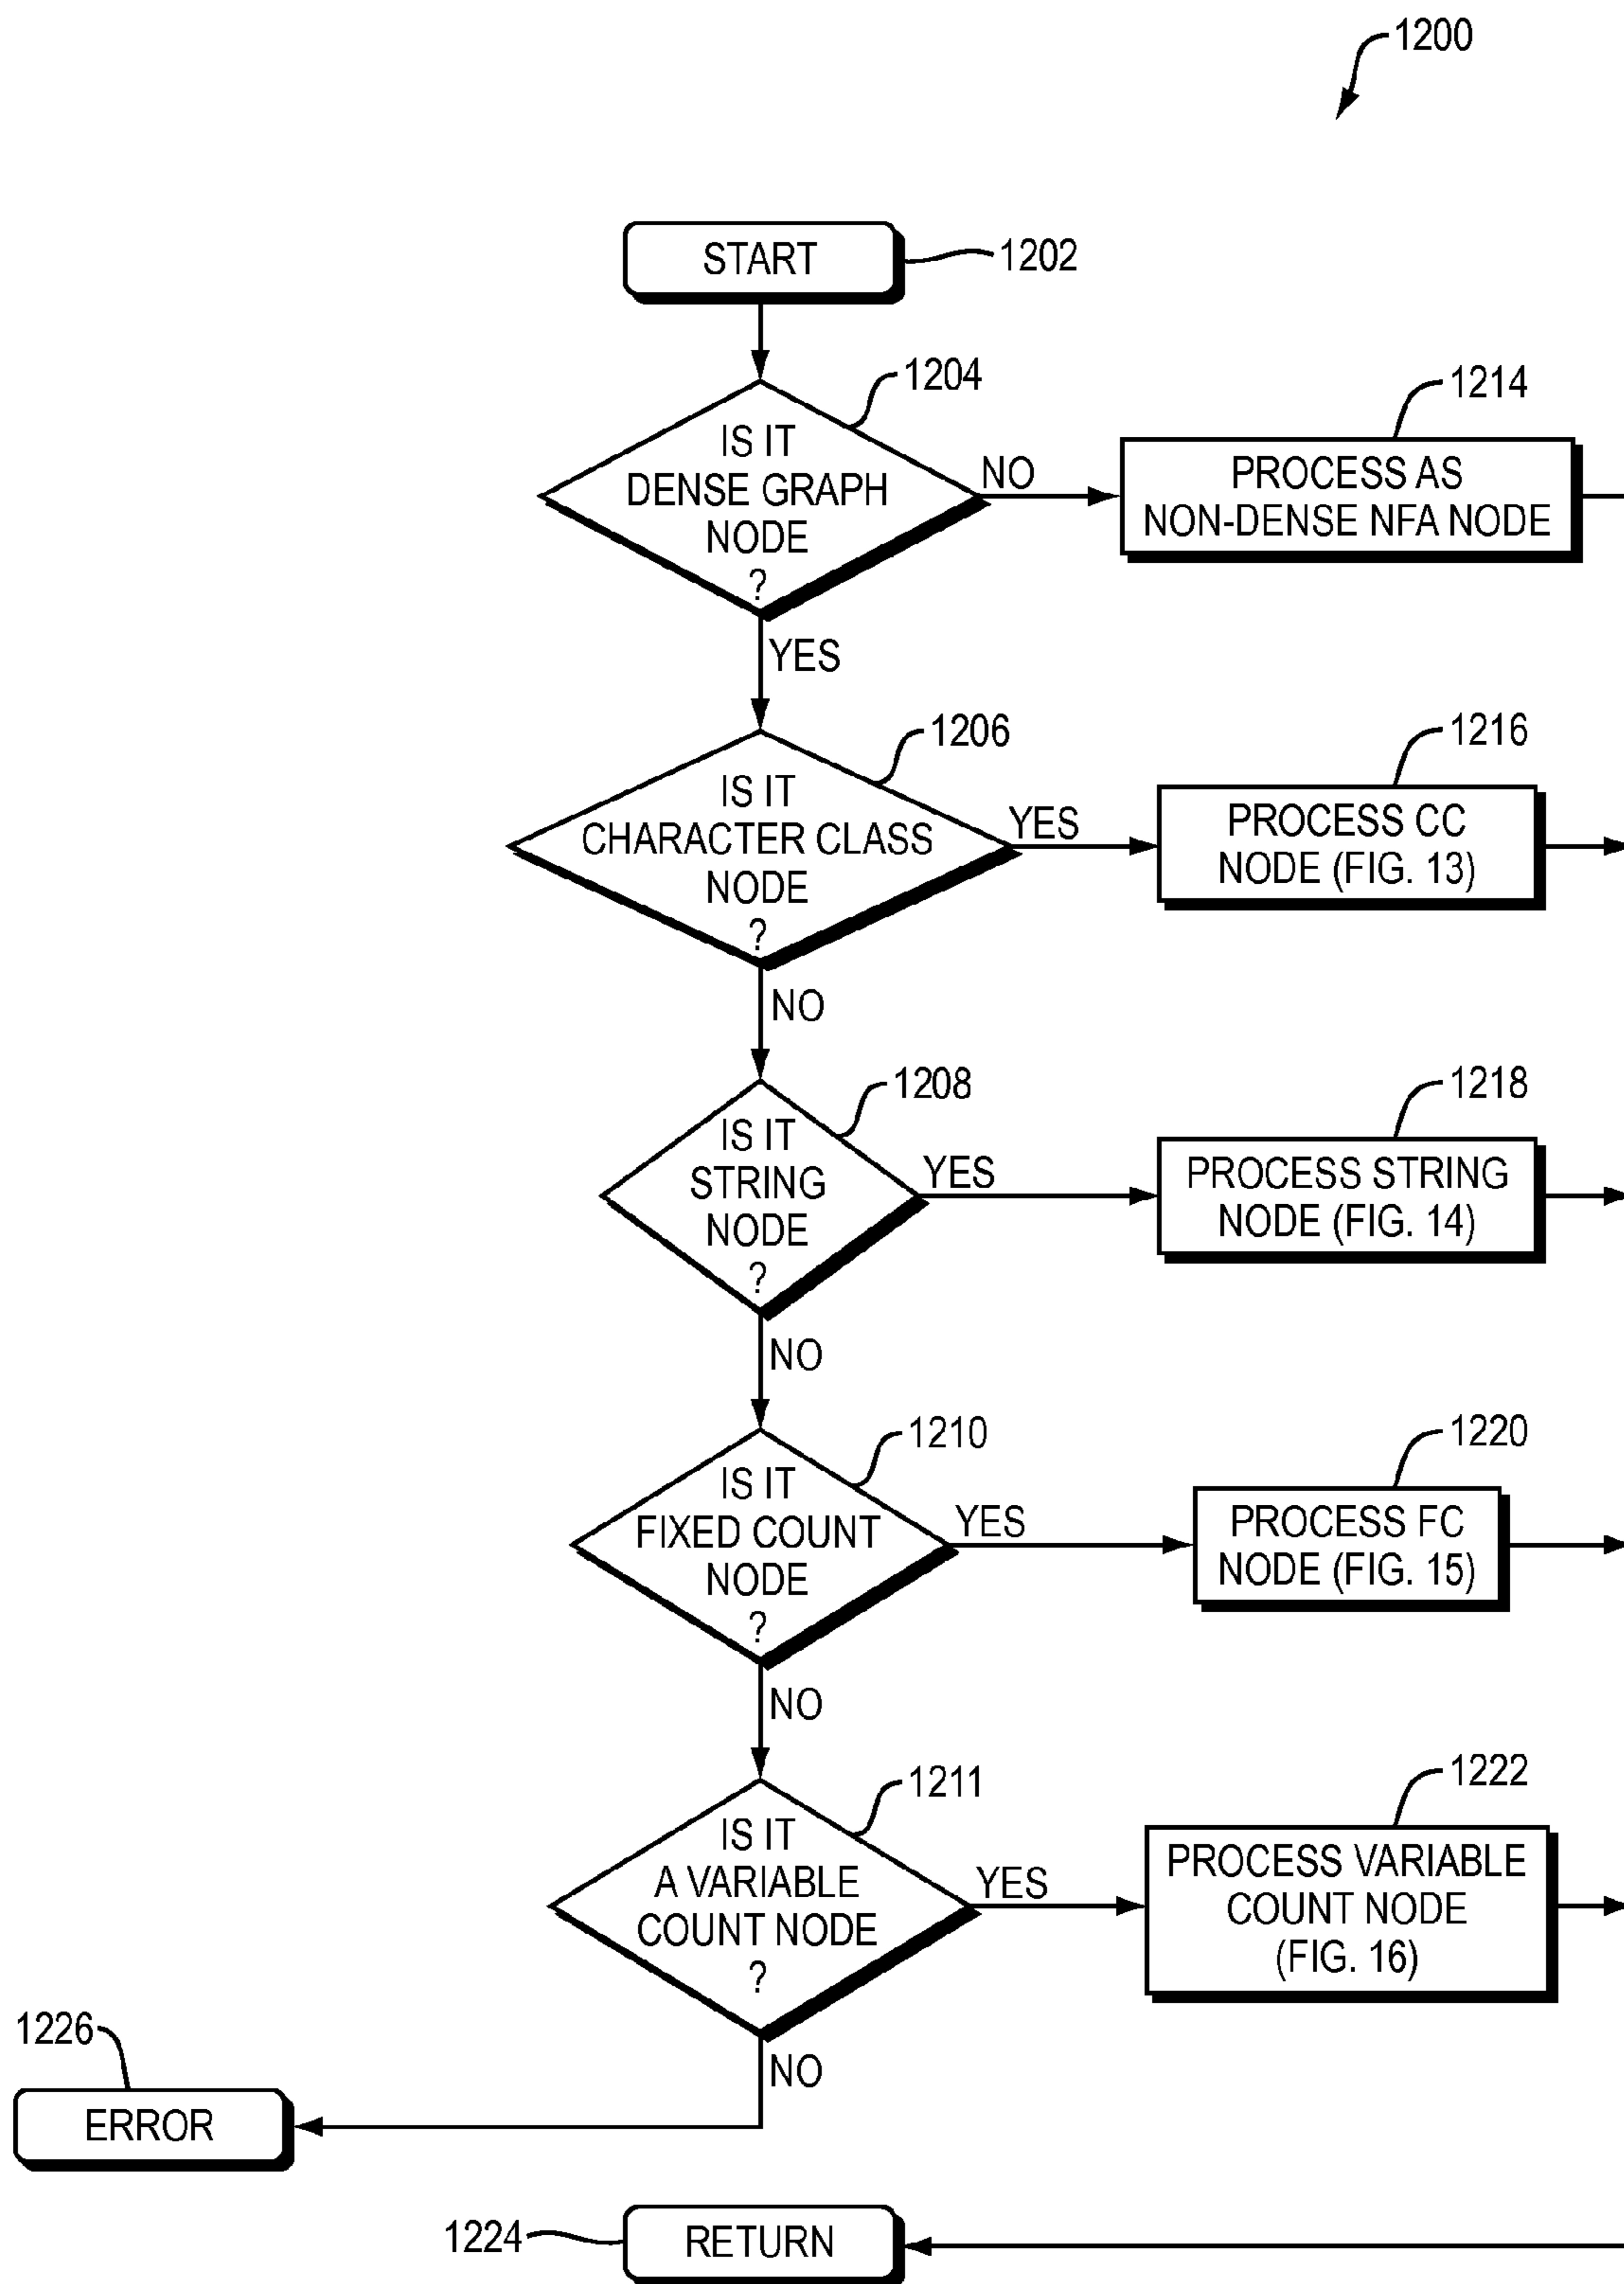 1200
START
1202
1204
IS IT
DENSE GRAPH
NODE
?
NO
1214
PROCESS AS
NON-DENSE NFA NODE
YES
1206
IS IT
CHARACTER CLASS
NODE
?
YES
1216
PROCESS CC
NODE (FIG. 13)
NO
1208
IS IT
STRING
NODE
?
YES
1218
PROCESS STRING
NODE (FIG. 14)
NO
1210
IS IT
FIXED COUNT
NODE
?
YES
1220
PROCESS FC
NODE (FIG. 15)
NO
1211
IS IT
A VARIABLE
COUNT NODE
?
YES
1222
PROCESS VARIABLE
COUNT NODE
(FIG. 16)
NO
1226
ERROR
1224
RETURN